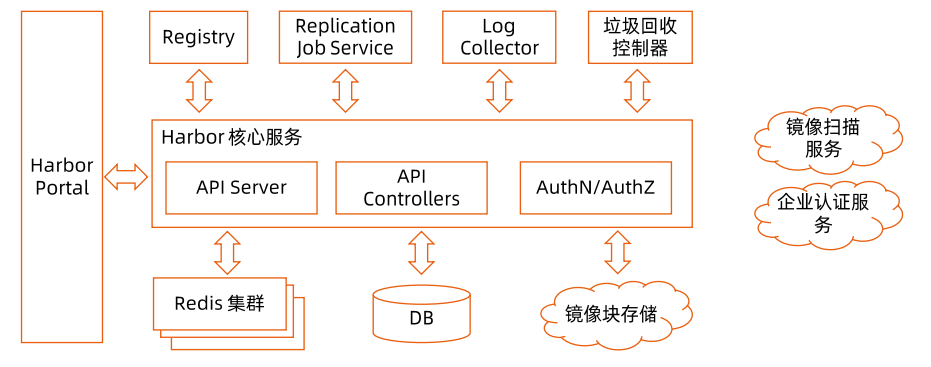 Registry
Replication
Job Service
Log
Collector
垃圾回收
控制器
Harbor
Portal
Harbor 核心服务
API Server
API
Controllers
AuthN/AuthZ
镜像扫描
服务
企业认证服
务
Redis 集群
DB
镜像块存储